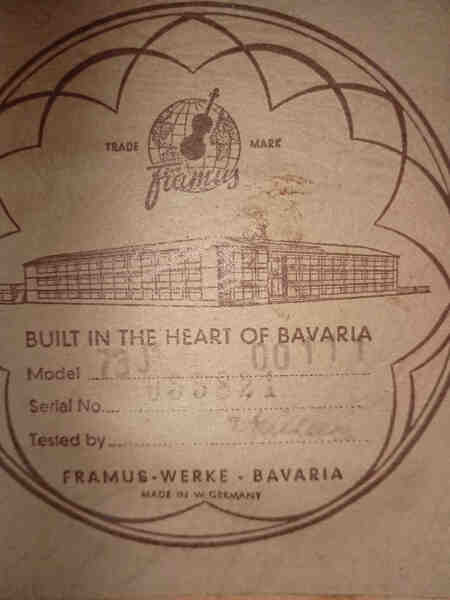 TRADE MARK
Framus
BUILT IN THE HEART OF BAVARIA
Model
Serial No.
Tested by
FRAMUS-WERKE - BAVARIA
MADE IN W.GERMANY